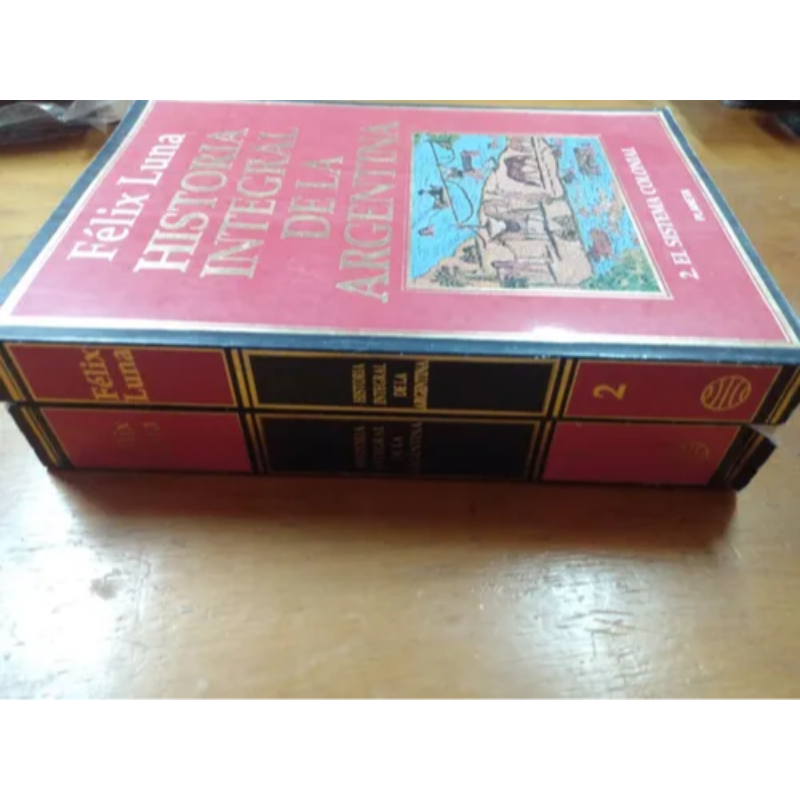 Félix Luna
HISTORIA
INTEGRAL
DE LA
ARGENTINA
2. EL SISTEMA COLONIAL
PLANETA
Félix
Luna
HISTORIA
INTEGRAL
DE LA
ARGENTINA
2
HISTORIA
INTEGRAL
DE LA
ARGENTINA